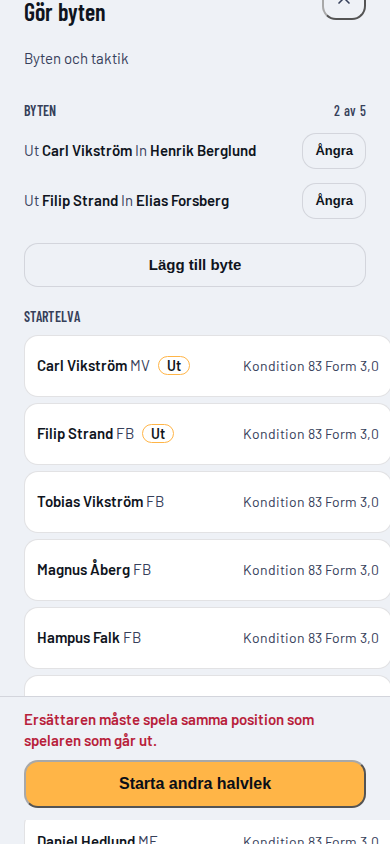 Gör byten
Byten och taktik
BYTEN 2 av 5
Ut Carl Vikström In Henrik Berglund Ångra
Ut Filip Strand In Elias Forsberg Ångra
Lägg till byte
STARTELVA
Carl Vikström MV Ut Kondition 83 Form 3,0
Filip Strand FB Ut Kondition 83 Form 3,0
Tobias Vikström FB Kondition 83 Form 3,0
Magnus Åberg FB Kondition 83 Form 3,0
Hampus Falk FB Kondition 83 Form 3,0
Ersättaren måste spela samma position som
spelaren som går ut.
Starta andra halvlek
Daniel Hedlund MF Kondition 83 Form 3,0